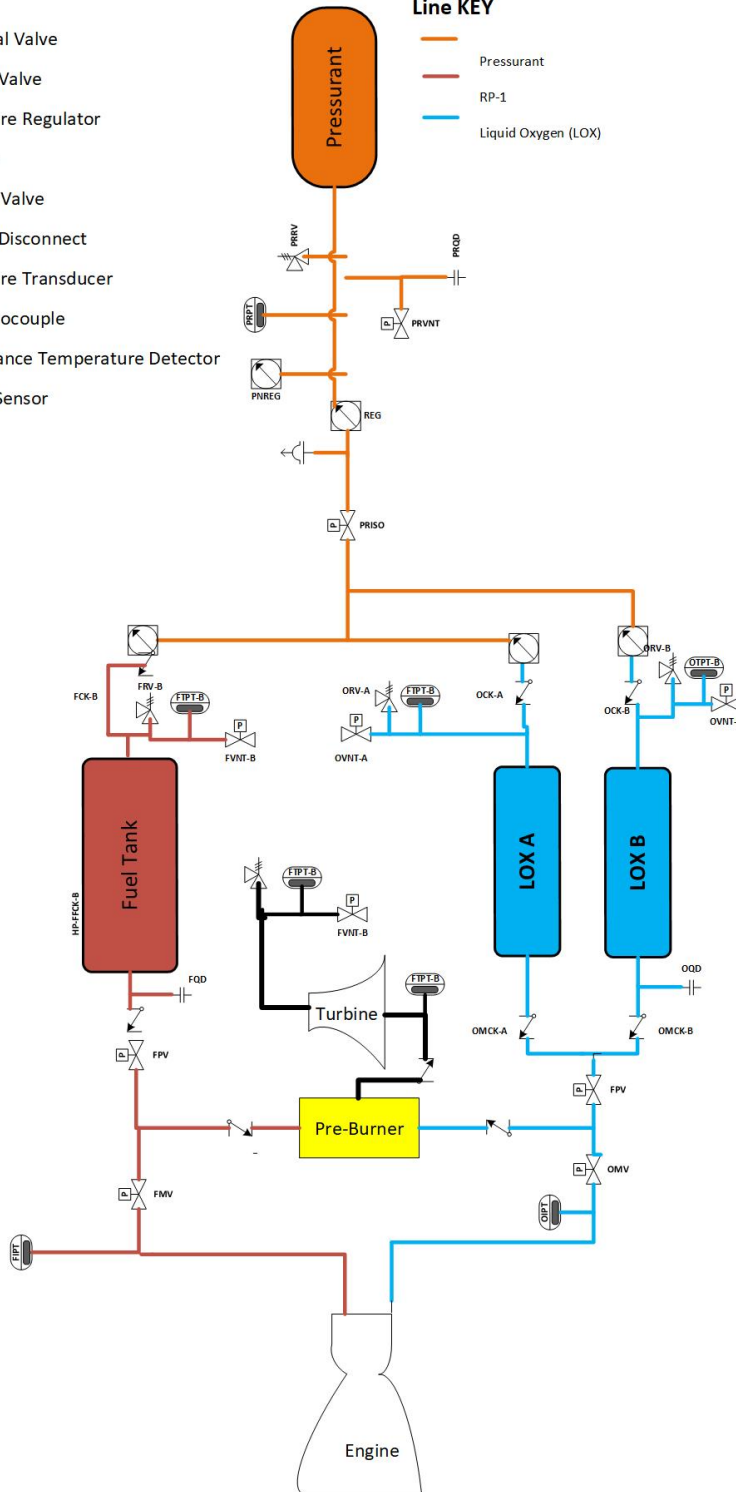 Line KEY
al Valve
Valve
re Regulator
Valve
Disconnect
re Transducer
ocouple
ance Temperature Detector
Sensor
Pressurant
RP-1
Liquid Oxygen (LOX)
Pressurant
PRRV
PRQD
PRPT
P
PRVNT
PNREG
REG
P
PRISO
ORV-B
OTPT-B
P
OVNT-
FCK-B
FRV-B
FTPT-B
P
FVNT-B
ORV-A
FTPT-B
P
OVNT-A
OCK-A
OCK-B
Fuel Tank
HP-FFCK-B
LOX A
LOX B
FTPT-B
P
FVNT-B
FQD
Turbine
FTPT-B
OQD
OMCK-A
OMCK-B
P
FPV
P
FPV
Pre-Burner
P
FMV
P
OMV
FIPT
OIPT
Engine